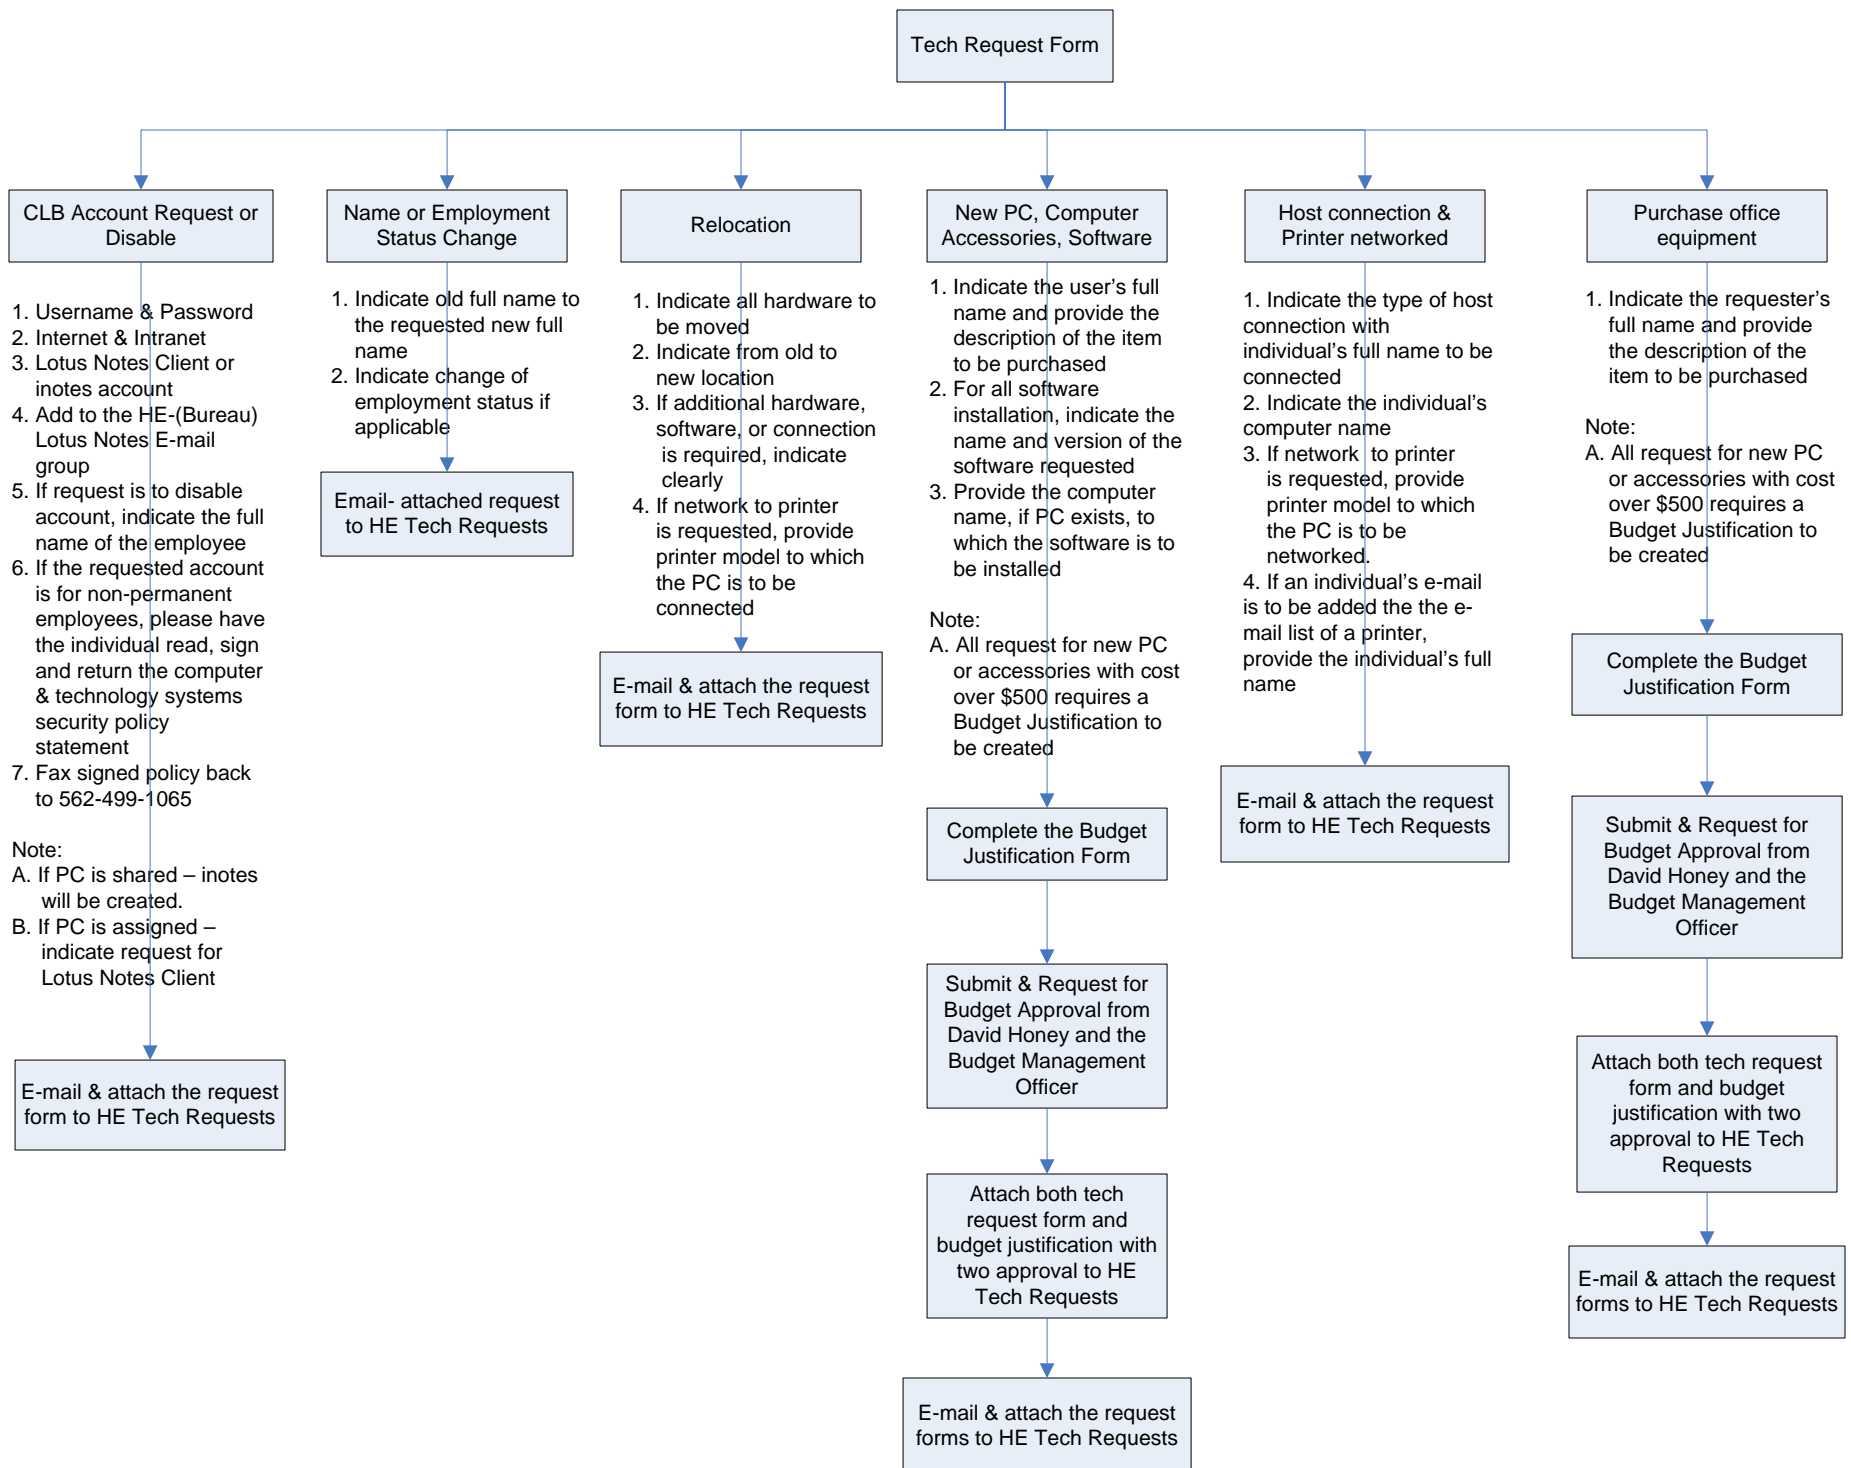 Tech Request Form
CLB Account Request or
Disable
1. Username & Password
2. Internet & Intranet
3. Lotus Notes Client or
inotes account
4. Add to the HE-(Bureau)
Lotus Notes E-mail
group
5. If request is to disable
account, indicate the full
name of the employee
6. If the requested account
is for non-permanent
employees, please have
the individual read, sign
and return the computer
& technology systems
security policy
statement
7. Fax signed policy back
to 562-499-1065
Note:
A. If PC is shared – inotes
will be created.
B. If PC is assigned –
indicate request for
Lotus Notes Client
E-mail & attach the request
form to HE Tech Requests
Name or Employment
Status Change
1. Indicate old full name to
the requested new full
name
2. Indicate change of
employment status if
applicable
Email- attached request
to HE Tech Requests
Relocation
1. Indicate all hardware to
be moved
2. Indicate from old to
new location
3. If additional hardware,
software, or connection
is required, indicate
clearly
4. If network to printer
is requested, provide
printer model to which
the PC is to be
connected
E-mail & attach the request
form to HE Tech Requests
New PC, Computer
Accessories, Software
1. Indicate the user's full
name and provide the
description of the item
to be purchased
2. For all software
installation, indicate the
name and version of the
software requested
3. Provide the computer
name, if PC exists, to
which the software is to
be installed
Note:
A. All request for new PC
or accessories with cost
over $500 requires a
Budget Justification to
be created
Complete the Budget
Justification Form
Submit & Request for
Budget Approval from
David Honey and the
Budget Management
Officer
Attach both tech
request form and
budget justification with
two approval to HE
Tech Requests
E-mail & attach the request
forms to HE Tech Requests
Host connection &
Printer networked
1. Indicate the type of host
connection with
individual's full name to be
connected
2. Indicate the individual's
computer name
3. If network to printer
is requested, provide
printer model to which
the PC is to be
networked.
4. If an individual's e-mail
is to be added the the e-
mail list of a printer,
provide the individual's full
name
E-mail & attach the request
form to HE Tech Requests
Purchase office
equipment
1. Indicate the requester's
full name and provide
the description of the
item to be purchased
Note:
A. All request for new PC
or accessories with cost
over $500 requires a
Budget Justification to
be created
Complete the Budget
Justification Form
Submit & Request for
Budget Approval from
David Honey and the
Budget Management
Officer
Attach both tech request
form and budget
justification with two
approval to HE Tech
Requests
E-mail & attach the request
forms to HE Tech Requests